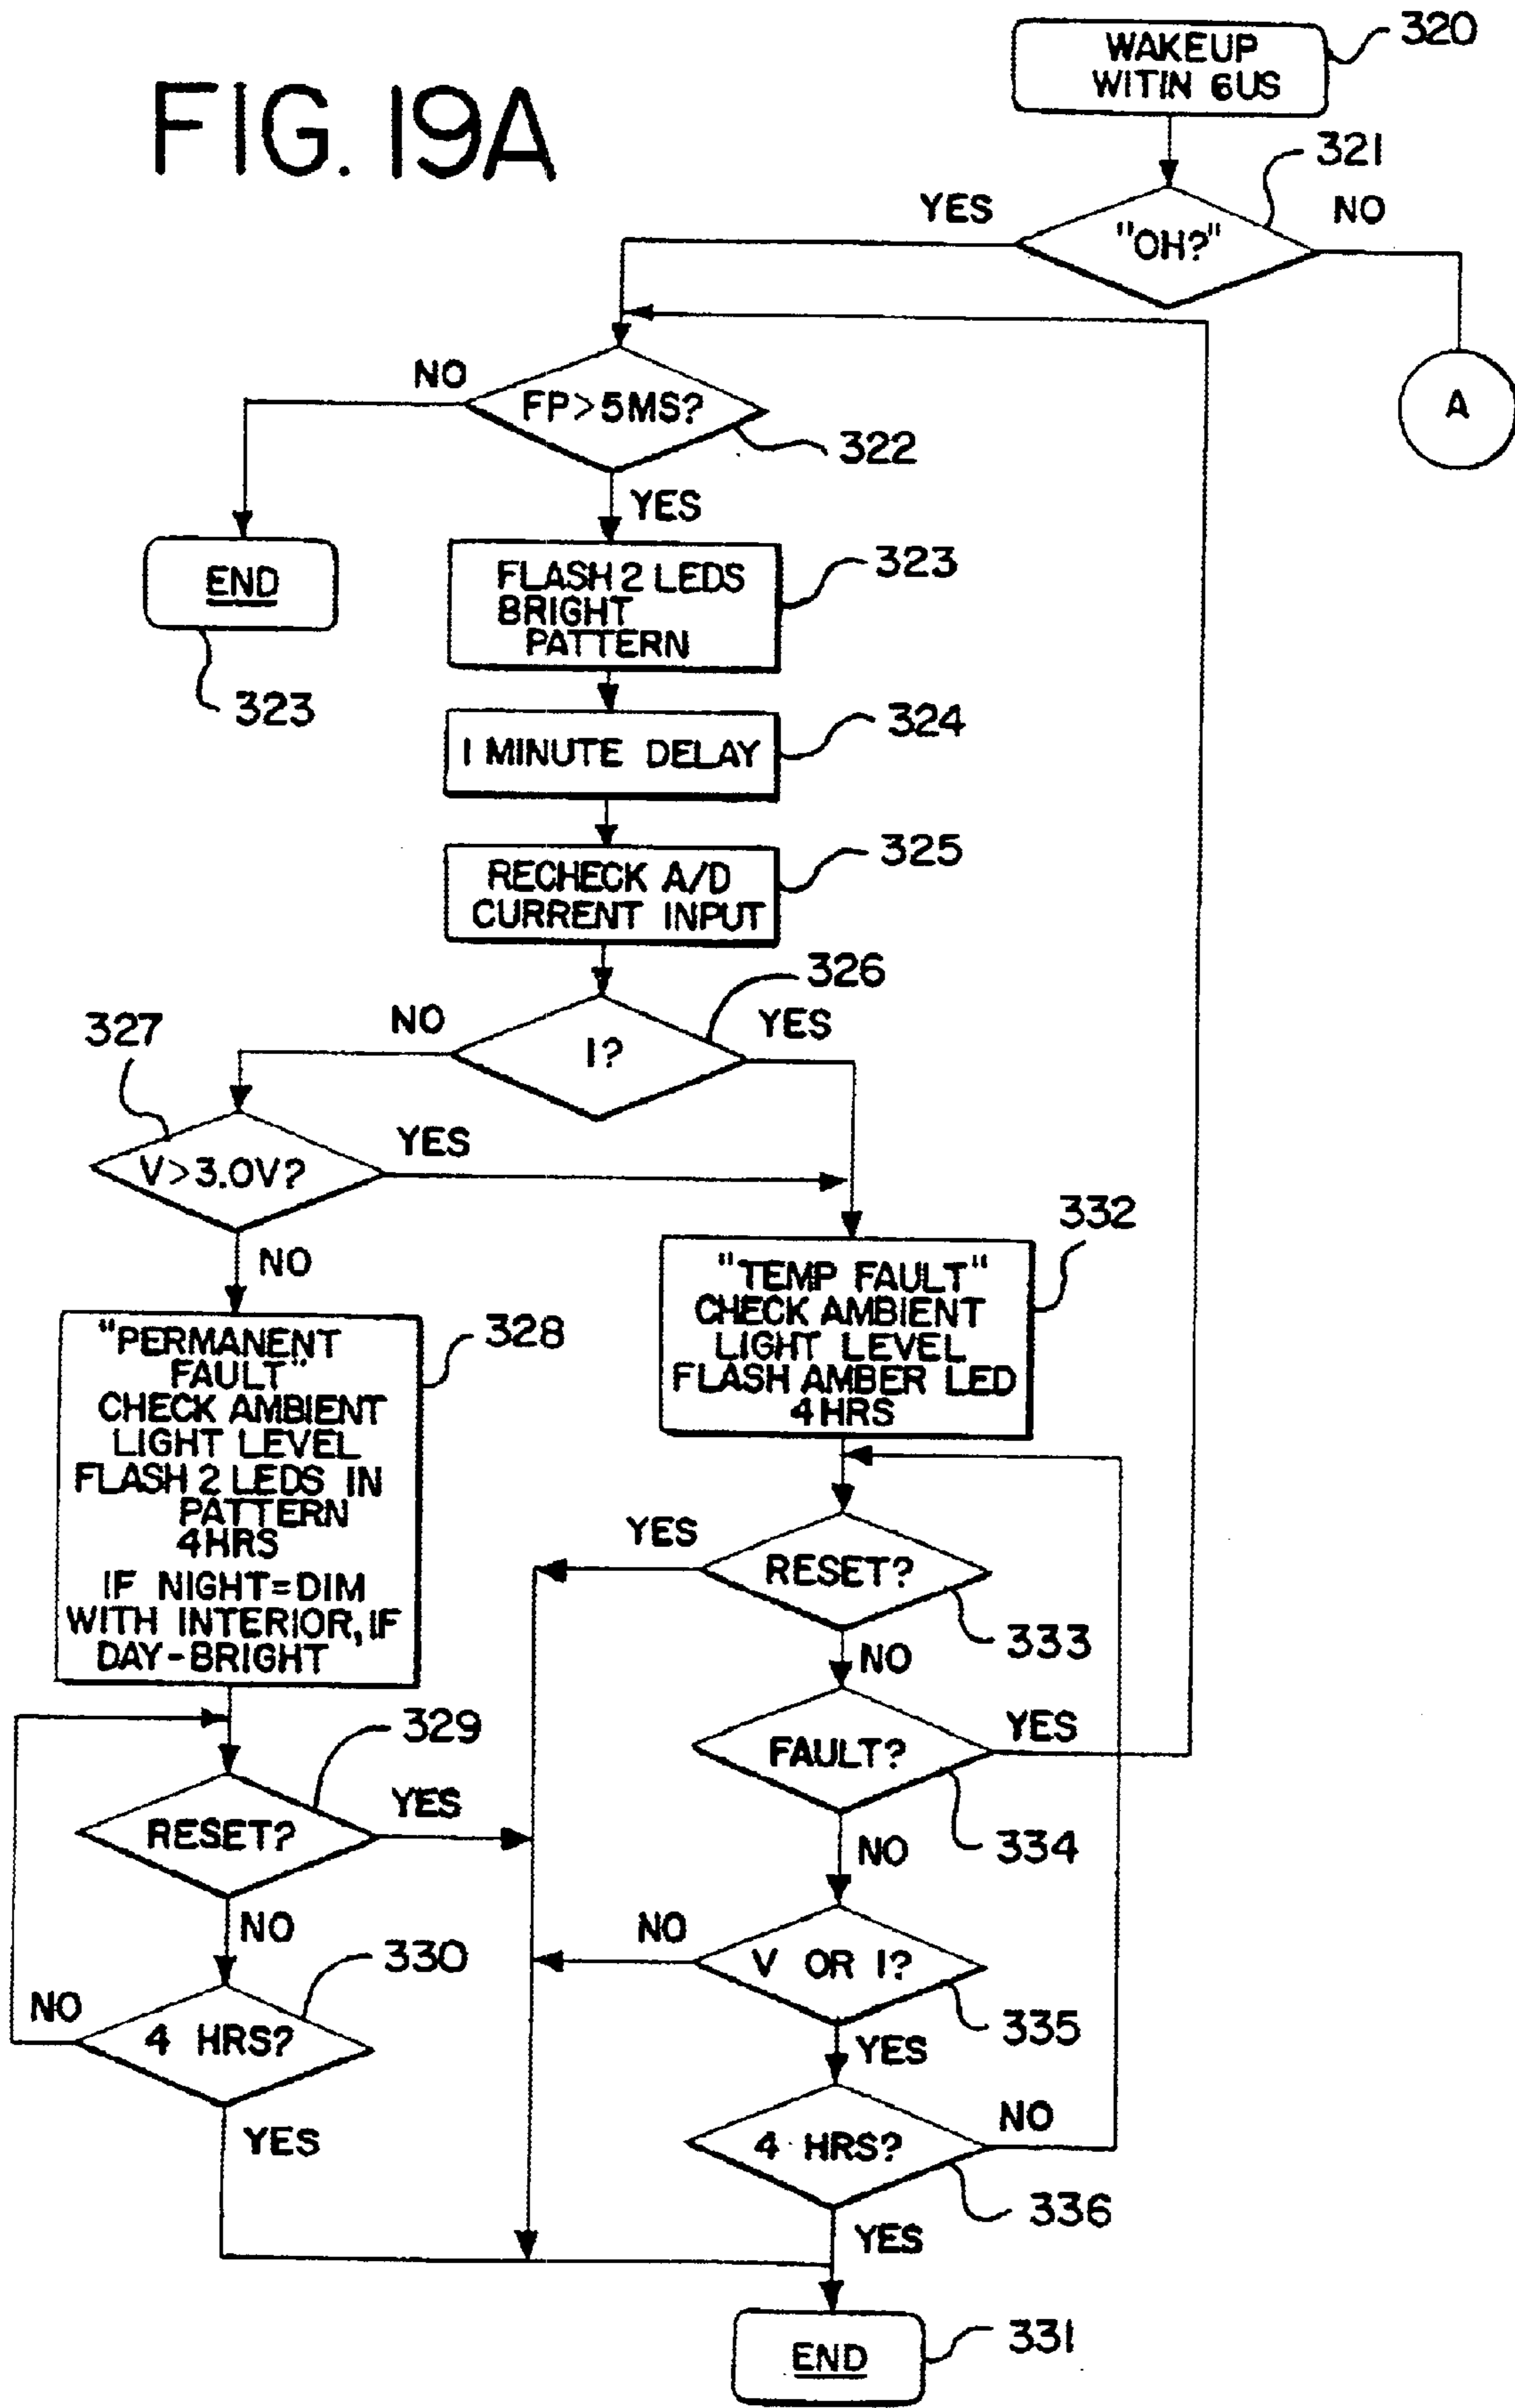 FIG. 19A
WAKEUP
WITIN 6US
320
321
YES
"OH?"
NO
A
NO
FP>5MS?
322
YES
END
323
FLASH 2 LEDS
BRIGHT
PATTERN
323
1 MINUTE DELAY
324
RECHECK A/D
CURRENT INPUT
325
326
NO
I?
YES
327
V>3.0V?
YES
NO
"PERMANENT
FAULT"
CHECK AMBIENT
LIGHT LEVEL
FLASH 2 LEDS IN
PATTERN
4HRS
IF NIGHT=DIM
WITH INTERIOR, IF
DAY-BRIGHT
328
"TEMP FAULT"
CHECK AMBIENT
LIGHT LEVEL
FLASH AMBER LED
4HRS
332
YES
RESET?
333
NO
FAULT?
YES
334
NO
329
RESET?
YES
NO
330
NO
4 HRS?
YES
NO
V OR I?
335
YES
4 HRS?
NO
336
YES
END
331